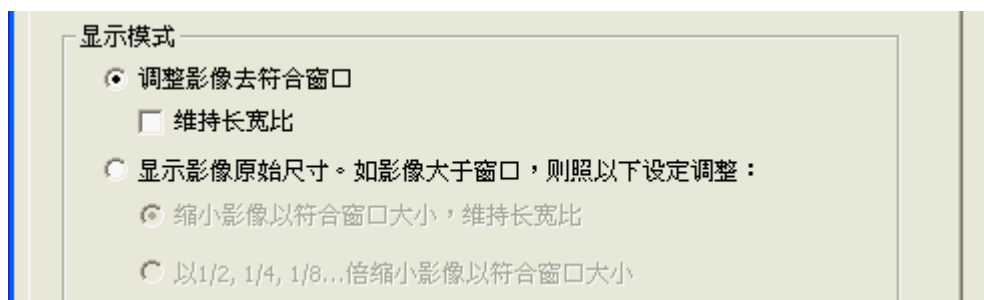 显示模式
调整影像去符合窗口
维持长宽比
显示影像原始尺寸。如影像大于窗口，则照以下设定调整：
缩小影像以符合窗口大小，维持长宽比
以1/2, 1/4, 1/8...倍缩小影像以符合窗口大小